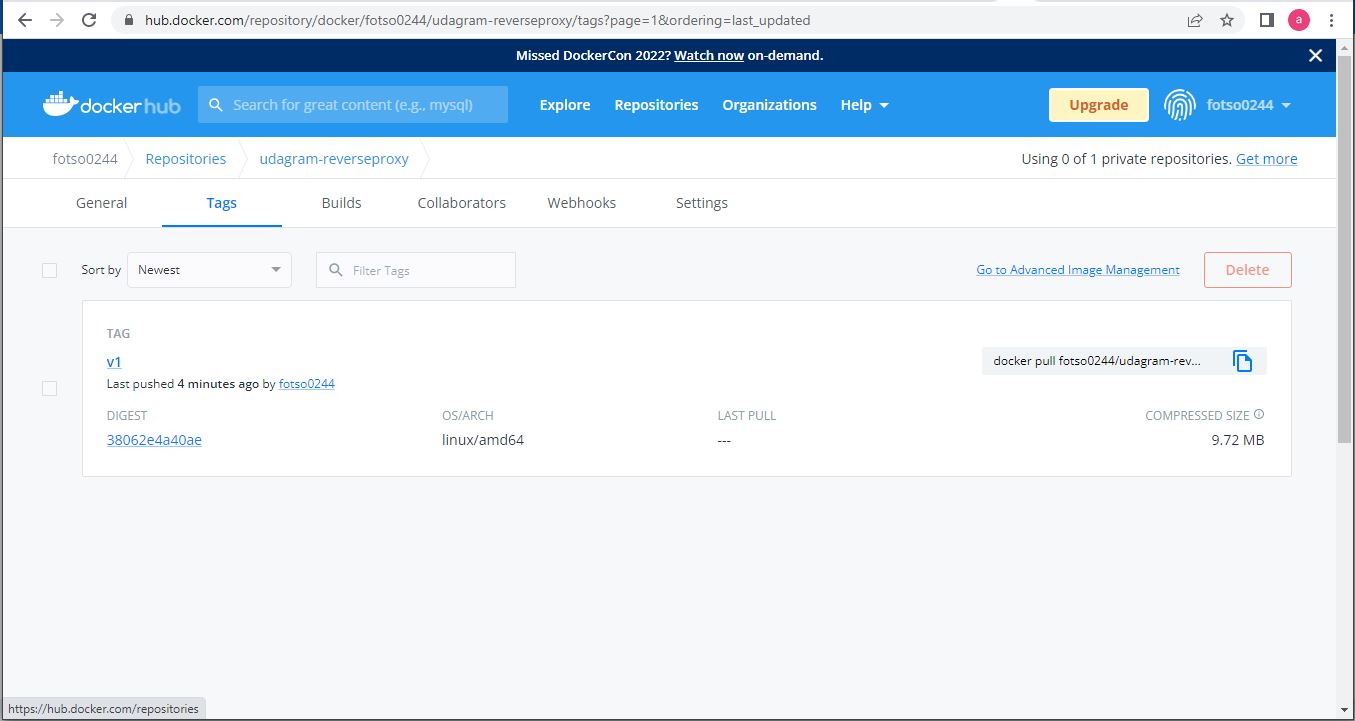 hub.docker.com/repository/docker/fotso0244/udagram-reverseproxy/tags?page=1&ordering=last_updated
a
Missed DockerCon 2022? Watch now on-demand.
dockerhub
Search for great content (e.g., mysql)
Explore
Repositories
Organizations
Help
Upgrade
fotso0244
fotso0244
Repositories
udagram-reverseproxy
Using 0 of 1 private repositories. Get more
General
Tags
Builds
Collaborators
Webhooks
Settings
Sort by
Newest
Filter Tags
Go to Advanced Image Management
Delete
TAG
v1
docker pull fotso0244/udagram-rev...
Last pushed 4 minutes ago by fotso0244
DIGEST
OS/ARCH
LAST PULL
COMPRESSED SIZE
38062e4a40ae
linux/amd64
---
9.72 MB
https://hub.docker.com/repositories